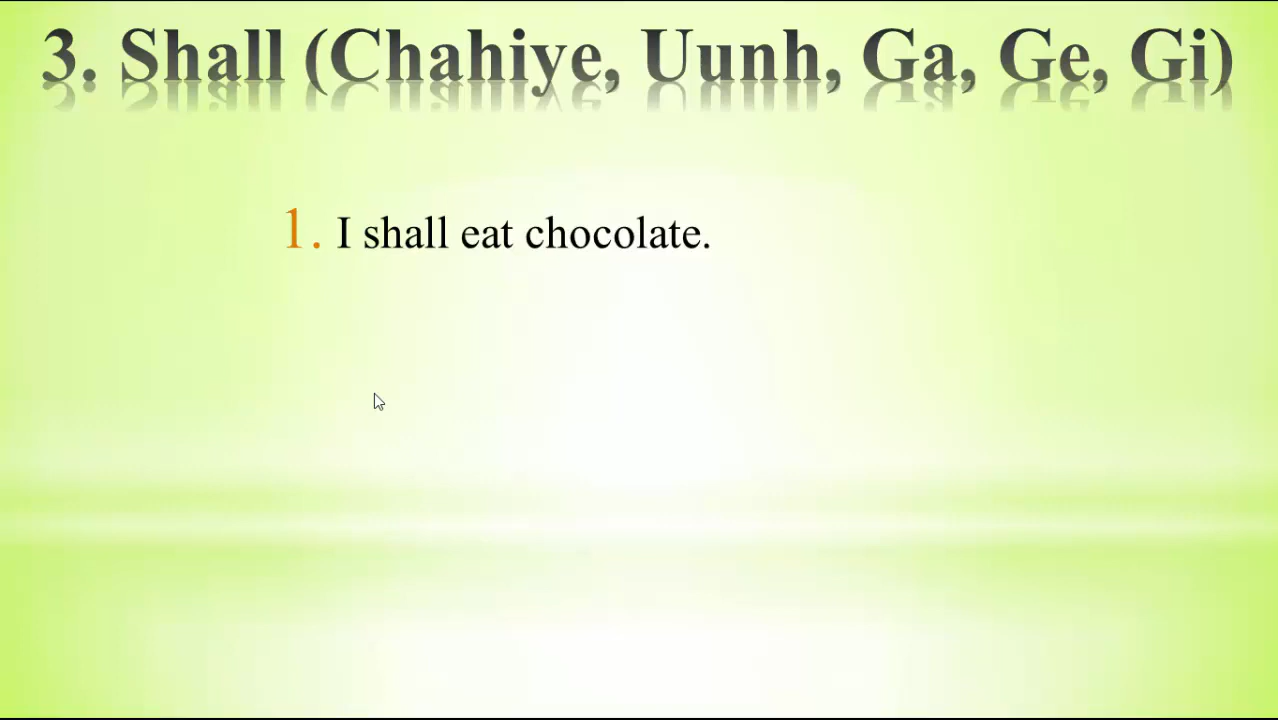 3. Shall (Chahiye, Uunh, Ga, Ge, Gi)
1. I shall eat chocolate.